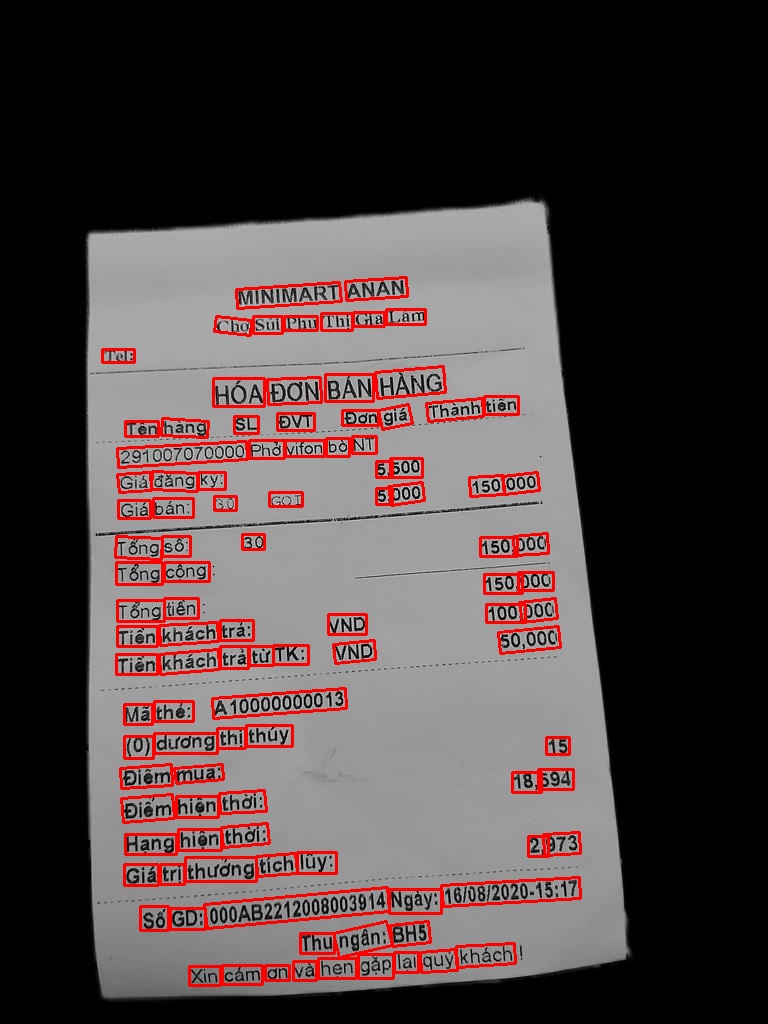 MINIMART ANAN
Chợ Sủi Phú Thị Gia Lâm
Tel:
HÓA ĐƠN BÁN HÀNG
Tên hàng SL ĐVT Đơn giá Thành tiền
291007070000 Phở vifon bò NT
Giá đăng ký: 5,500
Giá bán: 30 GOI 5,000 150,000
Tổng số: 30 150,000
Tổng cộng : 150,000
Tổng tiền : 100,000
Tiền khách trả: VND 50,000
Tiền khách trả từ TK: VND
Mã thẻ: A10000000013
(0) dương thị thúy
Điểm mua: 15
Điểm hiện thời: 18,594
Hạng hiện thời:
Giá trị thưởng tích lũy: 2,973
Số GD: 000AB2212008003914 Ngày: 16/08/2020-15:17
Thu ngân: BH5
Xin cám ơn và hẹn gặp lại quý khách !